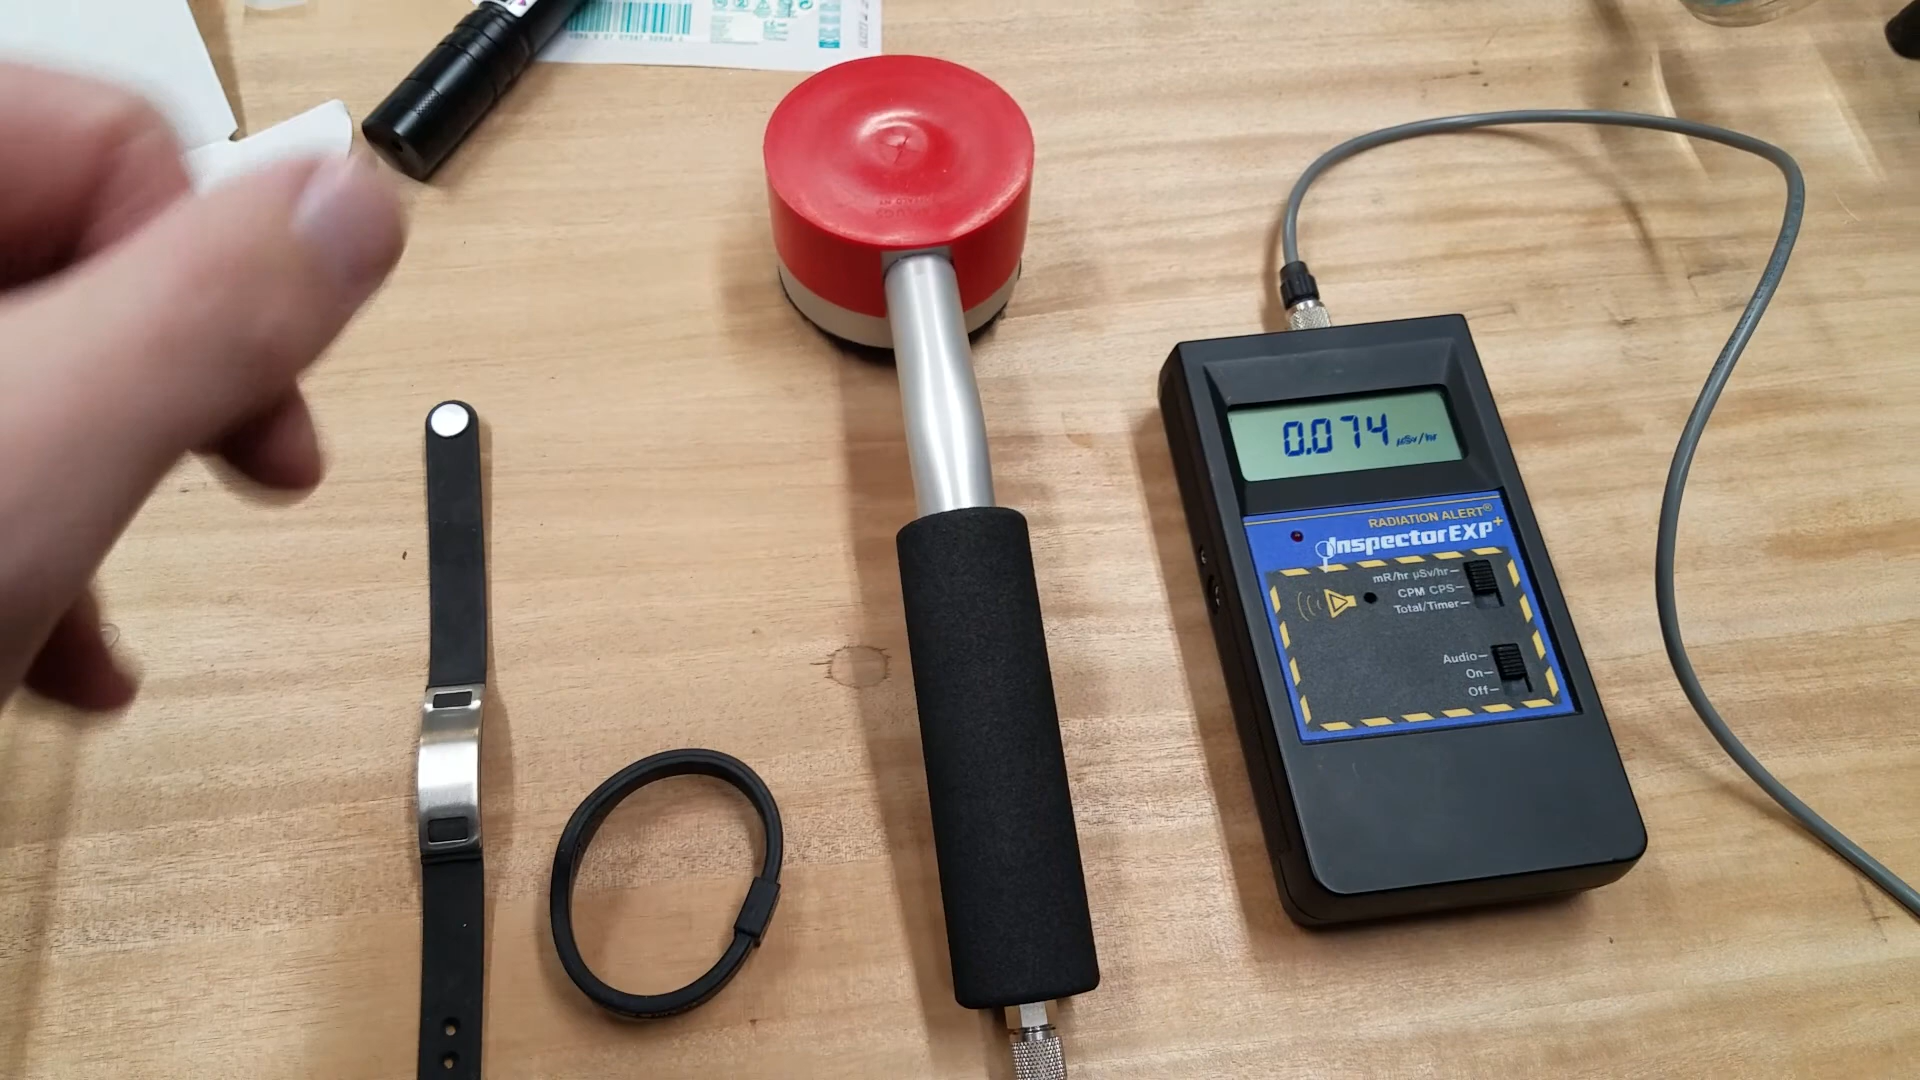 0.074 µSv/hr
RADIATION ALERT®
InspectorEXP+
mR/hr µSv/hr
CPM CPS
Total/Timer
Audio
On
Off